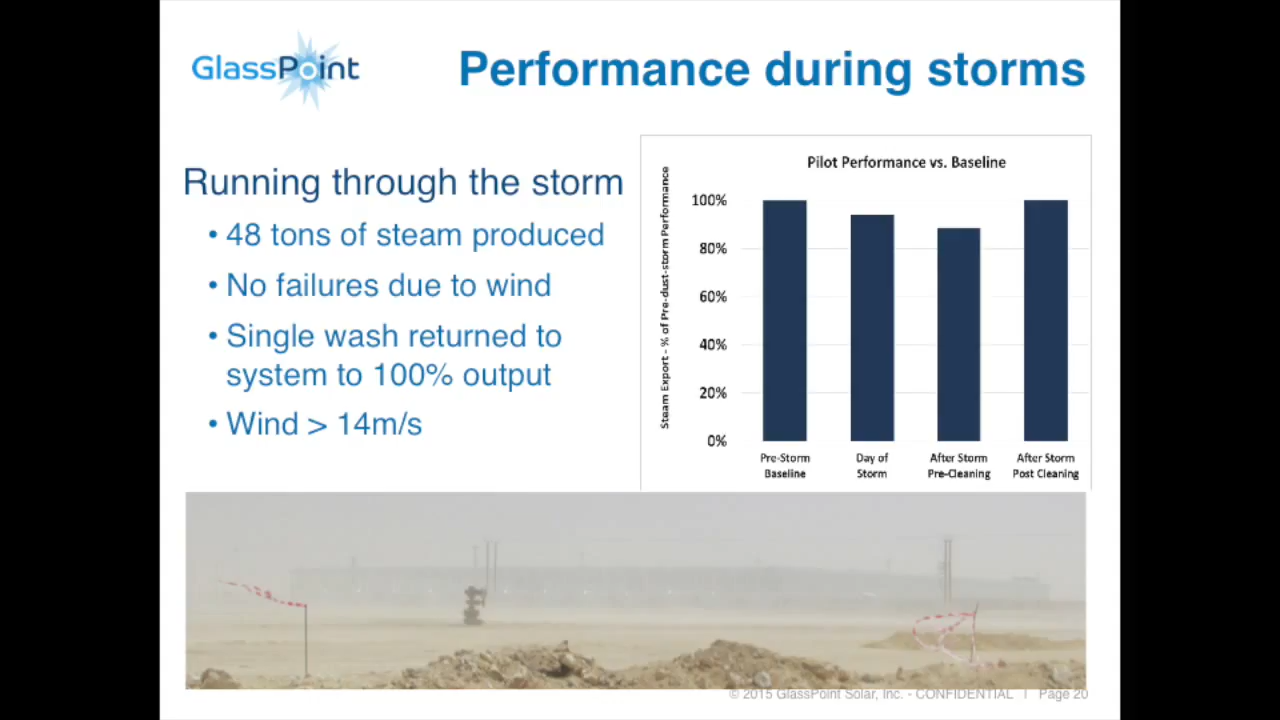 GlassPoint
Performance during storms
Running through the storm
• 48 tons of steam produced
• No failures due to wind
• Single wash returned to
system to 100% output
• Wind > 14m/s
Pilot Performance vs. Baseline
Steam Export - % of Pre-dust-storm Performance
100%
80%
60%
40%
20%
0%
Pre-Storm
Baseline
Day of
Storm
After Storm
Pre-Cleaning
After Storm
Post Cleaning
© 2015 GlassPoint Solar, Inc. - CONFIDENTIAL | Page 20